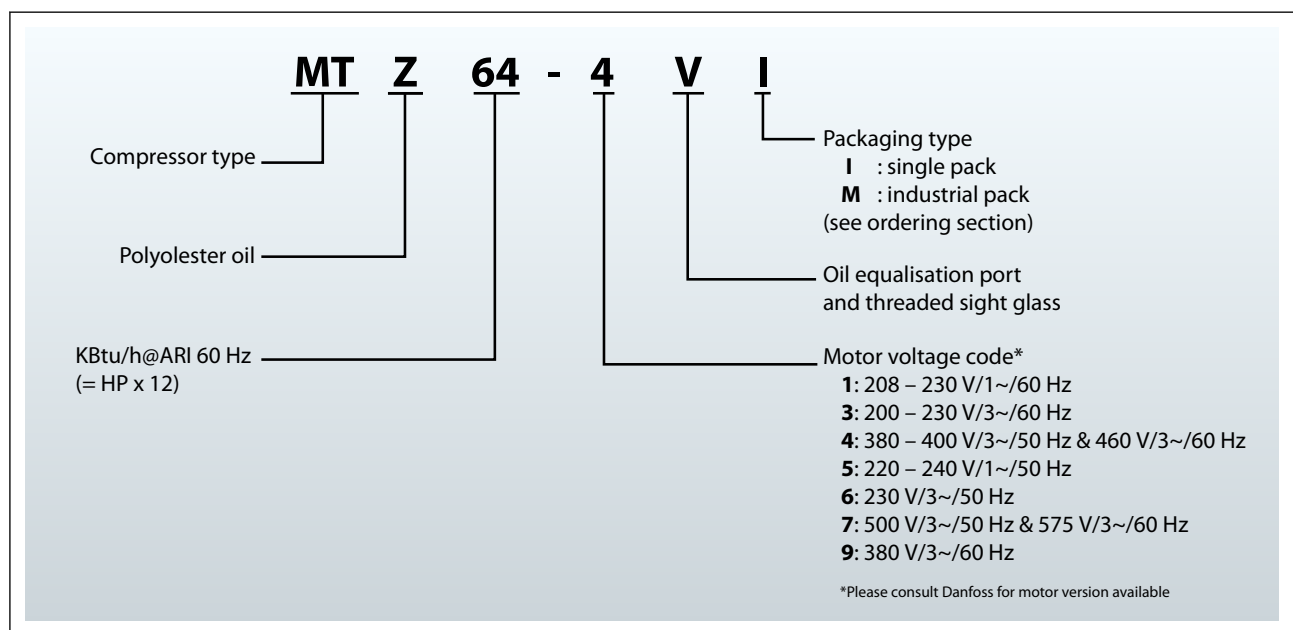 MT Z 64 - 4 V I
Compressor type
Polyolester oil
KBtu/h@ARI 60 Hz
(= HP x 12)
Packaging type
I : single pack
M : industrial pack
(see ordering section)
Oil equalisation port
and threaded sight glass
Motor voltage code*
1: 208 – 230 V/1~/60 Hz
3: 200 – 230 V/3~/60 Hz
4: 380 – 400 V/3~/50 Hz & 460 V/3~/60 Hz
5: 220 – 240 V/1~/50 Hz
6: 230 V/3~/50 Hz
7: 500 V/3~/50 Hz & 575 V/3~/60 Hz
9: 380 V/3~/60 Hz
*Please consult Danfoss for motor version available